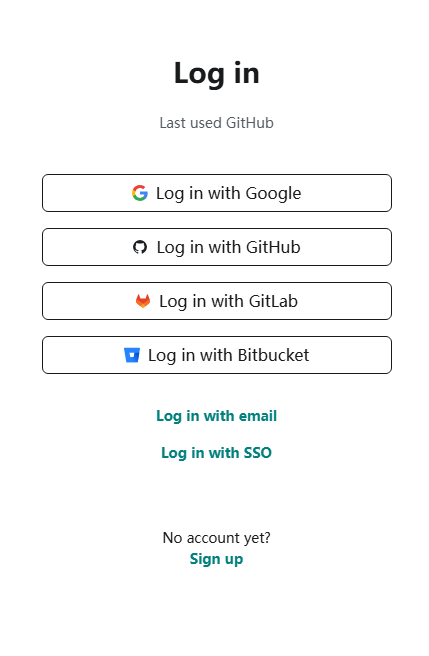 Log in
Last used GitHub
Log in with Google
Log in with GitHub
Log in with GitLab
Log in with Bitbucket
Log in with email
Log in with SSO
No account yet?
Sign up